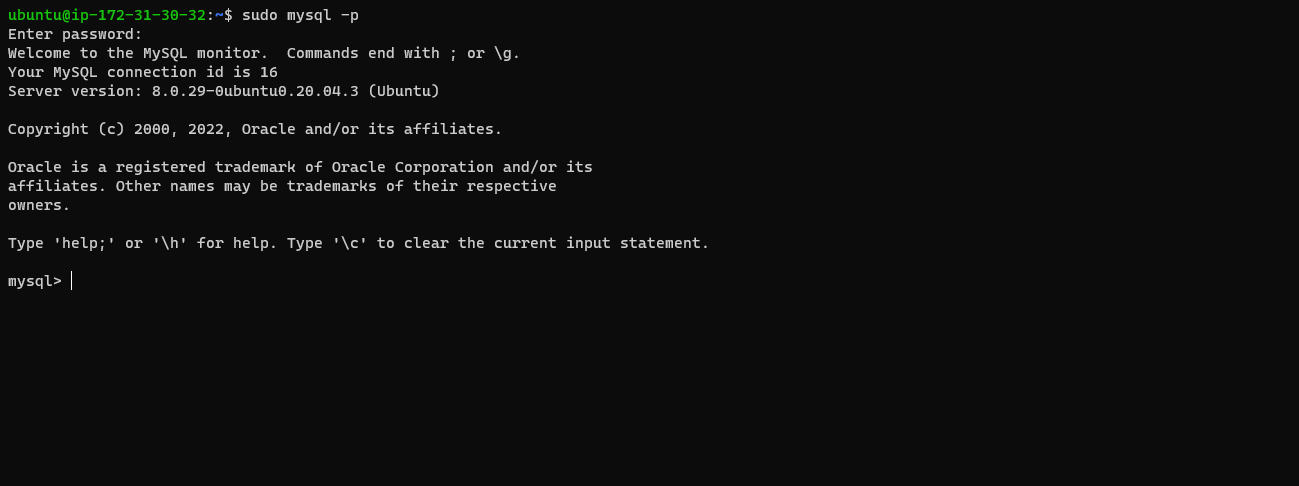 ubuntu@ip-172-31-30-32:~$ sudo mysql -p
Enter password:
Welcome to the MySQL monitor.  Commands end with ; or \g.
Your MySQL connection id is 16
Server version: 8.0.29-0ubuntu0.20.04.3 (Ubuntu)
Copyright (c) 2000, 2022, Oracle and/or its affiliates.
Oracle is a registered trademark of Oracle Corporation and/or its
affiliates. Other names may be trademarks of their respective
owners.
Type 'help;' or '\h' for help. Type '\c' to clear the current input statement.
mysql>